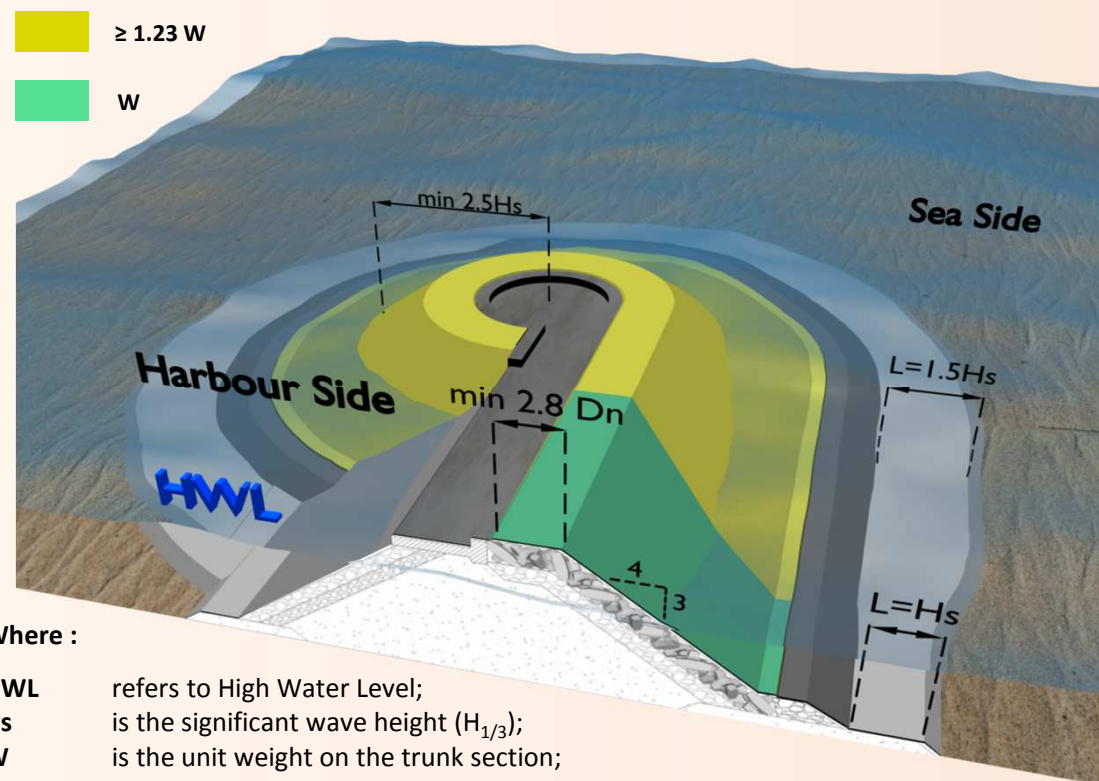 ≥ 1.23 W
W
min 2.5Hs
Sea Side
Harbour Side
min 2.8 Dn
L=1.5Hs
HWL
4
3
L=Hs
Where :
WL refers to High Water Level;
s is the significant wave height (H1/3);
is the unit weight on the trunk section;